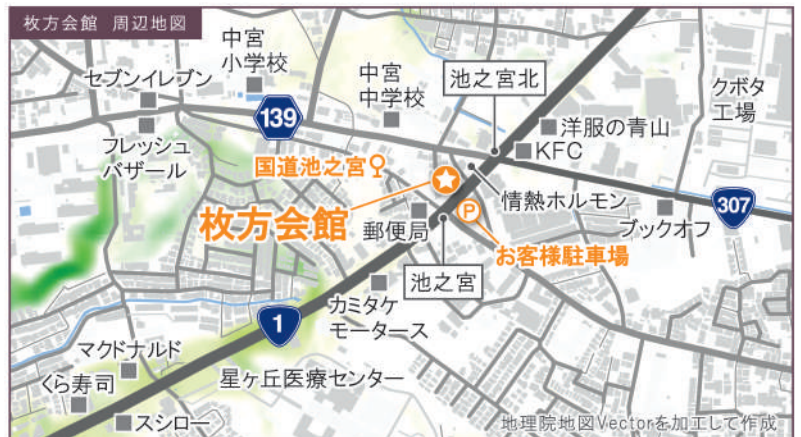 枚方会館 周辺地図
中宮
小学校
セブンイレブン
中宮
中学校
池之宮北
クボタ
工場
139
洋服の青山
KFC
フレッシュ
バザール
国道池之宮
枚方会館
情熱ホルモン
307
郵便局
P
ブックオフ
お客様駐車場
池之宮
カミタケ
モータース
1
マクドナルド
くら寿司
星ヶ丘医療センター
スシロー
地理院地図Vectorを加工して作成